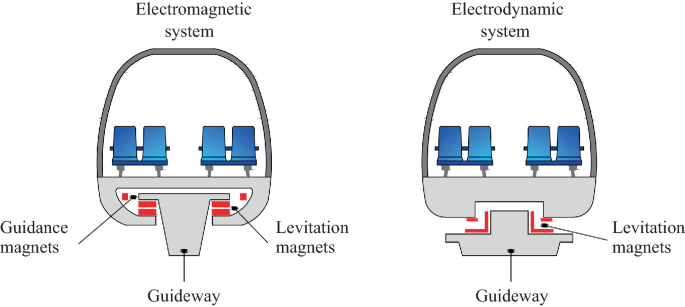 Electromagnetic
system
Electrodynamic
system
Guidance
magnets
Levitation
magnets
Levitation
magnets
Guideway
Guideway